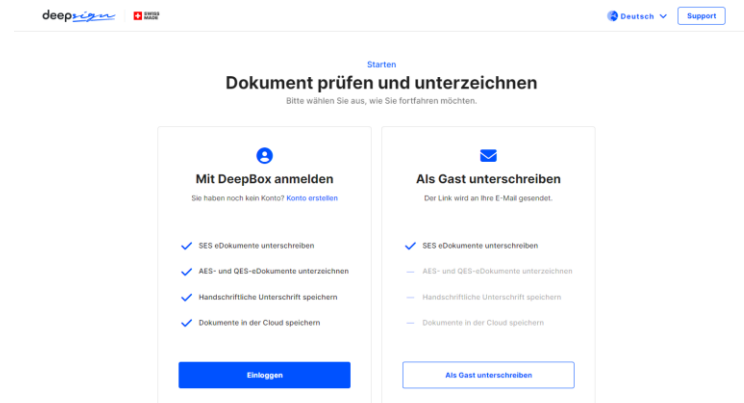 deepsign SWISS MADE Deutsch Support
Starten
Dokument prüfen und unterzeichnen
Bitte wählen Sie aus, wie Sie fortfahren möchten.
Mit DeepBox anmelden
Sie haben noch kein Konto? Konto erstellen
SES eDokumente unterschreiben
AES- und QES-eDokumente unterzeichnen
Handschriftliche Unterschrift speichern
Dokumente in der Cloud speichern
Einloggen
Als Gast unterschreiben
Der Link wird an Ihre E-Mail gesendet.
SES eDokumente unterschreiben
AES- und QES-eDokumente unterzeichnen
Handschriftliche Unterschrift speichern
Dokumente in der Cloud speichern
Als Gast unterschreiben